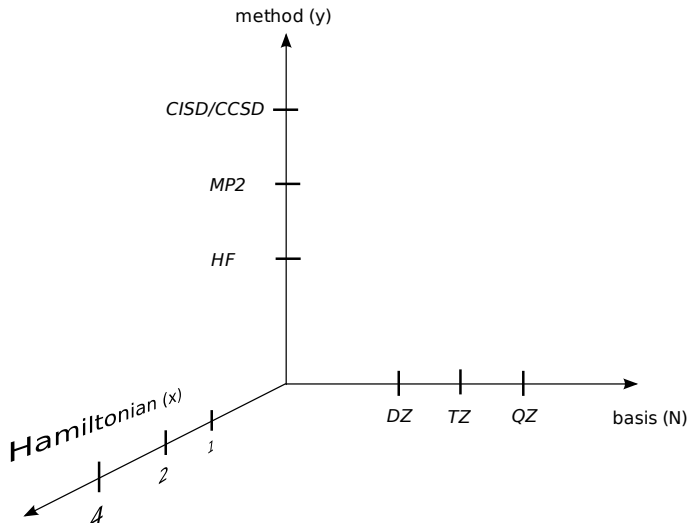 method (y)
CISD/CCSD
MP2
HF
Hamiltonian (x)
1
2
4
DZ TZ QZ
basis (N)